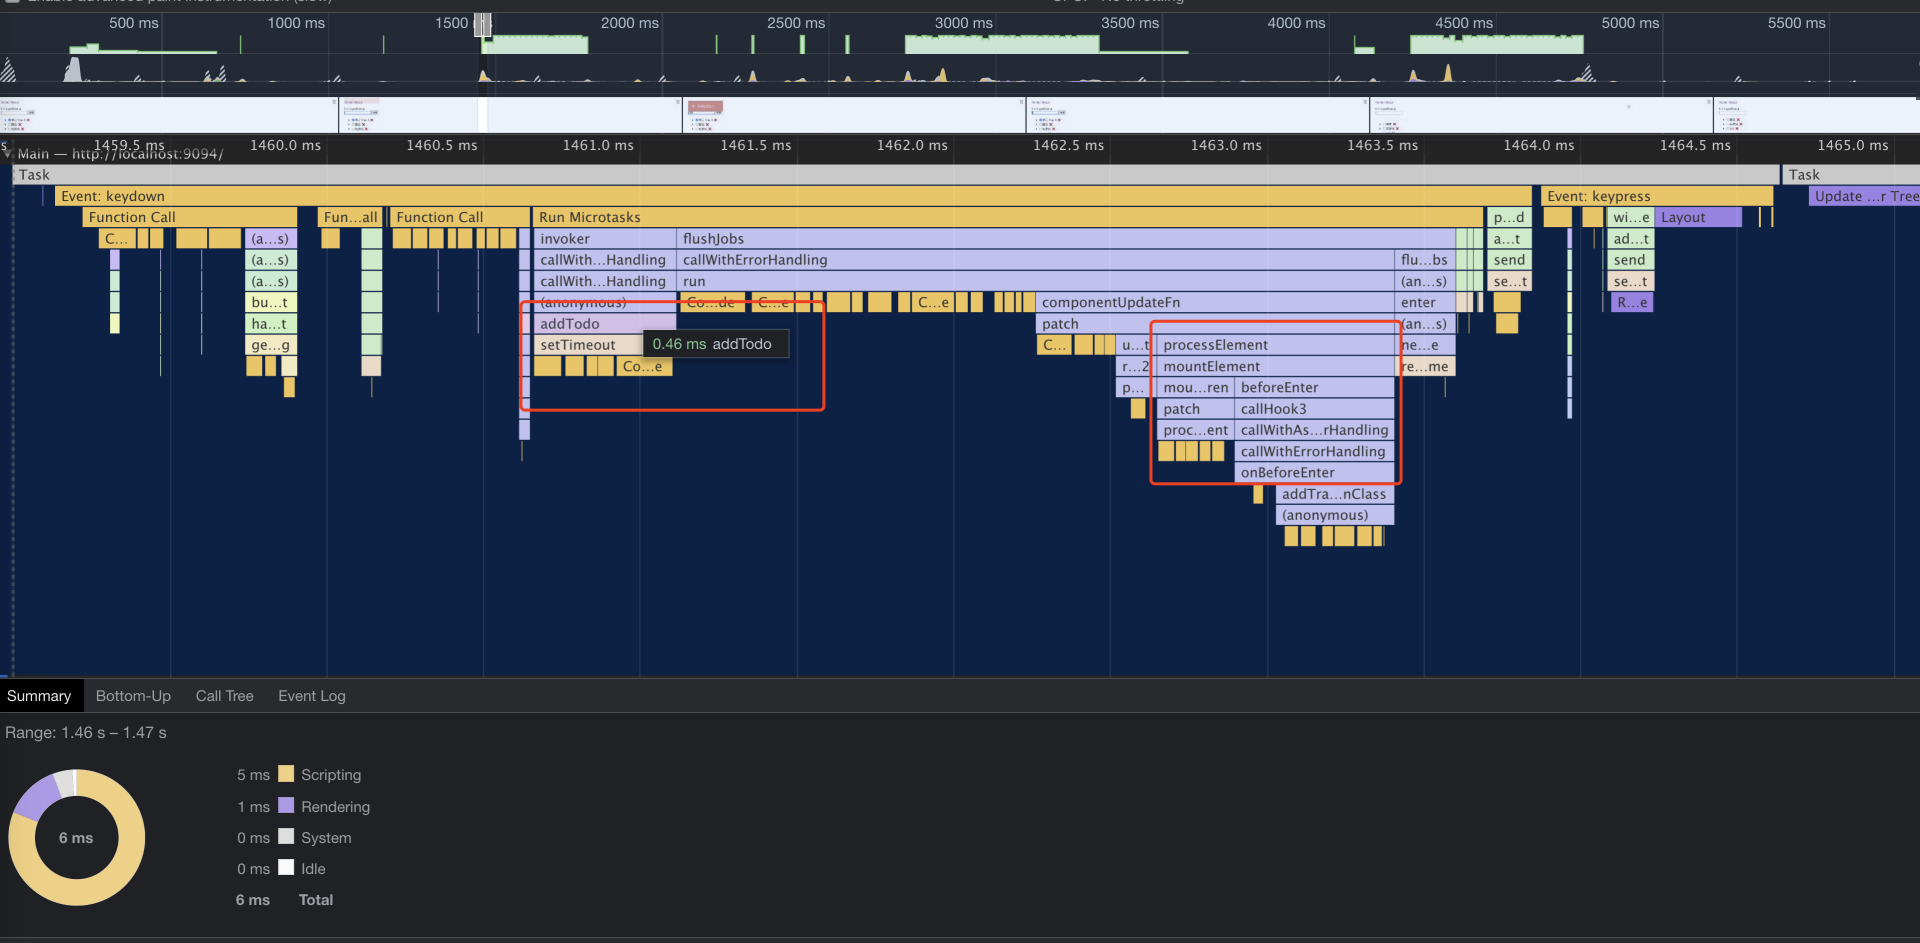 500 ms 1000 ms 1500 2000 ms 2500 ms 3000 ms 3500 ms 4000 ms 4500 ms 5000 ms 5500 ms
s 1459.5 ms 1460.0 ms 1460.5 ms 1461.0 ms 1461.5 ms 1462.0 ms 1462.5 ms 1463.0 ms 1463.5 ms 1464.0 ms 1464.5 ms 1465.0 ms
Main — http://localhost:9094/
Task Task
Event: keydown Event: keypress Update ...r Tree
Function Call Fun...all Function Call Run Microtasks p...d wi...e Layout
C... (a...s) invoker flushJobs a...t ad...t
(a...s) callWith...Handling callWithErrorHandling flu...bs send send
(a...s) callWith...Handling run (an...s) se...t se...t
bu...t (anonymous) Co...de C...e C...e componentUpdateFn enter R...e
ha...t addTodo patch (an...s)
ge...g setTimeout 0.46 ms addTodo C... u...t processElement ne...e
Co...e r...2 mountElement re...me
p... mou...ren beforeEnter
patch callHook3
proc...ent callWithAs...rHandling
callWithErrorHandling
onBeforeEnter
addTra...nClass
(anonymous)
Summary Bottom-Up Call Tree Event Log
Range: 1.46 s – 1.47 s
5 ms Scripting
1 ms Rendering
6 ms
0 ms System
0 ms Idle
6 ms Total